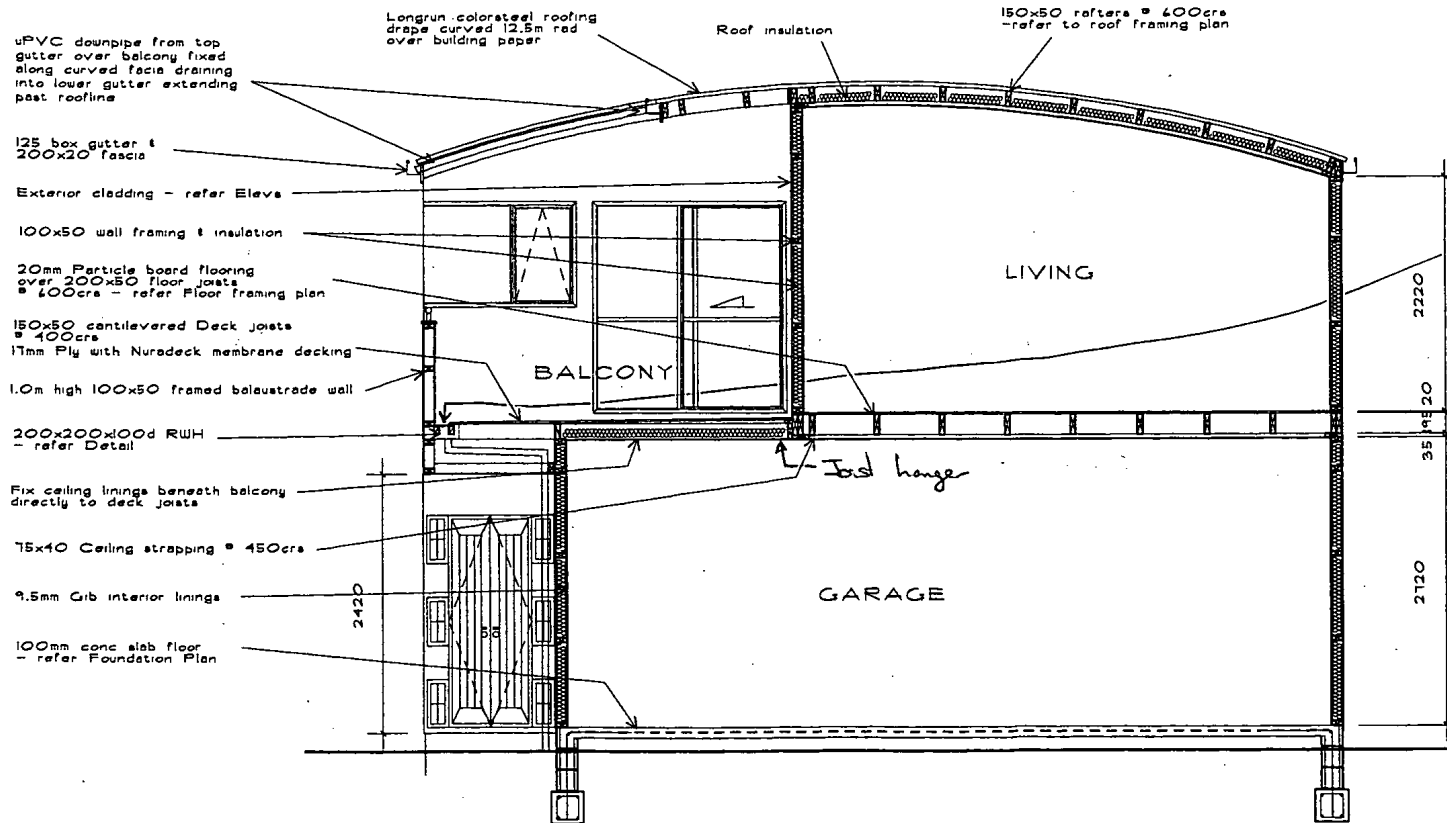 Longrun colorsteel roofing
drape curved 12.5m rad
over building paper
Roof insulation
150x50 rafters @ 600crs
-refer to roof framing plan
uPVC downpipe from top
gutter over balcony fixed
along curved facia draining
into lower gutter extending
past roofline
125 box gutter &
200x20 fascia
Exterior cladding - refer Elevs
100x50 wall framing & insulation
20mm Particle board flooring
over 200x50 floor joists
@ 600crs - refer Floor framing plan
150x50 cantilevered Deck joists
@ 400crs
17mm Ply with Nuradeck membrane decking
1.0m high 100x50 framed balaustrade wall
200x200x100d RWH
- refer Detail
Fix ceiling linings beneath balcony
directly to deck joists
75x40 Ceiling strapping @ 450crs
9.5mm Gib interior linings
100mm conc slab floor
- refer Foundation Plan
LIVING
BALCONY
Joist hanger
GARAGE
2420
2220
20
195
35
2720